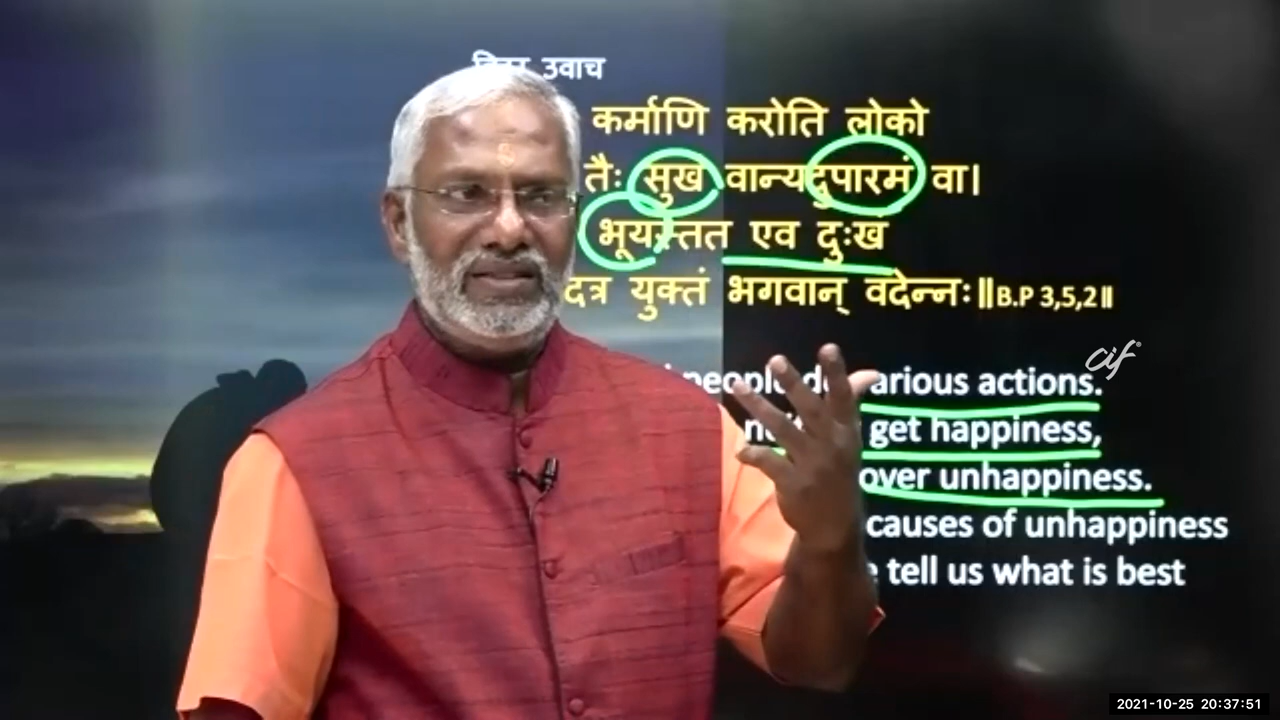 उवाच
कर्माणि करोति लोको
तैः सुखं वान्यदुपारमं वा।
भूयस्तत एव दुःखं
युक्तं भगवान् वदेन्नः॥B.P 3,5,2॥
cif
people various actions.
get happiness,
over unhappiness.
causes of unhappiness
tell us what is best
2021-10-25 20:37:51